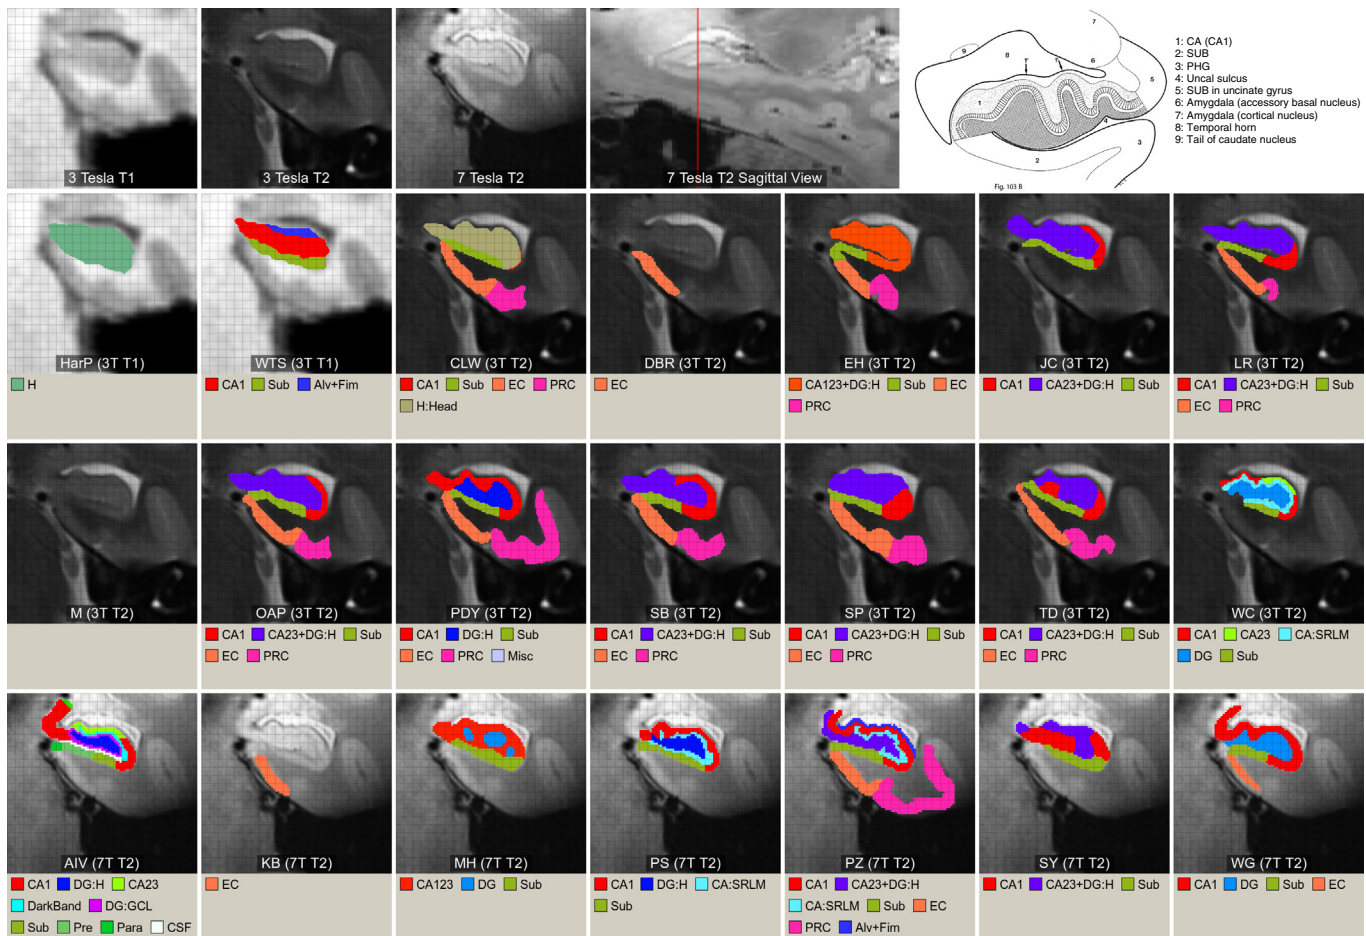 3 Tesla T1
3 Tesla T2
7 Tesla T2
7 Tesla T2 Sagittal View
9
8
7
6
5
1
4
3
2
Fig. 103 B
1: CA (CA1)
2: SUB
3: PHG
4: Uncal sulcus
5: SUB in uncinate gyrus
6: Amygdala (accessory basal nucleus)
7: Amygdala (cortical nucleus)
8: Temporal horn
9: Tail of caudate nucleus
HarP (3T T1)
H
WTS (3T T1)
CA1 Sub Alv+Fim
CLW (3T T2)
CA1 Sub EC PRC
H:Head
DBR (3T T2)
EC
EH (3T T2)
CA123+DG:H Sub EC
PRC
JC (3T T2)
CA1 CA23+DG:H Sub
LR (3T T2)
CA1 CA23+DG:H Sub
EC PRC
M (3T T2)
OAP (3T T2)
CA1 CA23+DG:H Sub
EC PRC
PDY (3T T2)
CA1 DG:H Sub
EC PRC Misc
SB (3T T2)
CA1 CA23+DG:H Sub
EC PRC
SP (3T T2)
CA1 CA23+DG:H Sub
EC PRC
TD (3T T2)
CA1 CA23+DG:H Sub
EC PRC
WC (3T T2)
CA1 CA23 CA:SRLM
DG Sub
AIV (7T T2)
CA1 DG:H CA23
DarkBand DG:GCL
Sub Pre Para CSF
KB (7T T2)
EC
MH (7T T2)
CA123 DG Sub
PS (7T T2)
CA1 DG:H CA:SRLM
Sub
PZ (7T T2)
CA1 CA23+DG:H
CA:SRLM Sub EC
PRC Alv+Fim
SY (7T T2)
CA1 CA23+DG:H Sub
WG (7T T2)
CA1 DG Sub EC